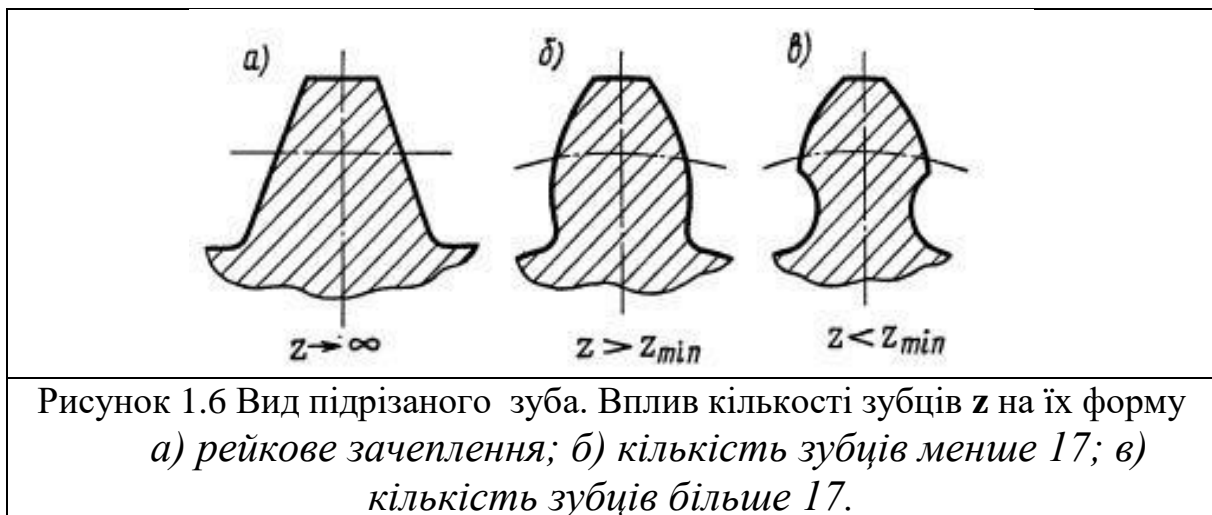 а) б) в)
z→∞ z > zmin z < zmin
Рисунок 1.6 Вид підрізаного зуба. Вплив кількості зубців z на їх форму
а) рейкове зачеплення; б) кількість зубців менше 17; в)
кількість зубців більше 17.